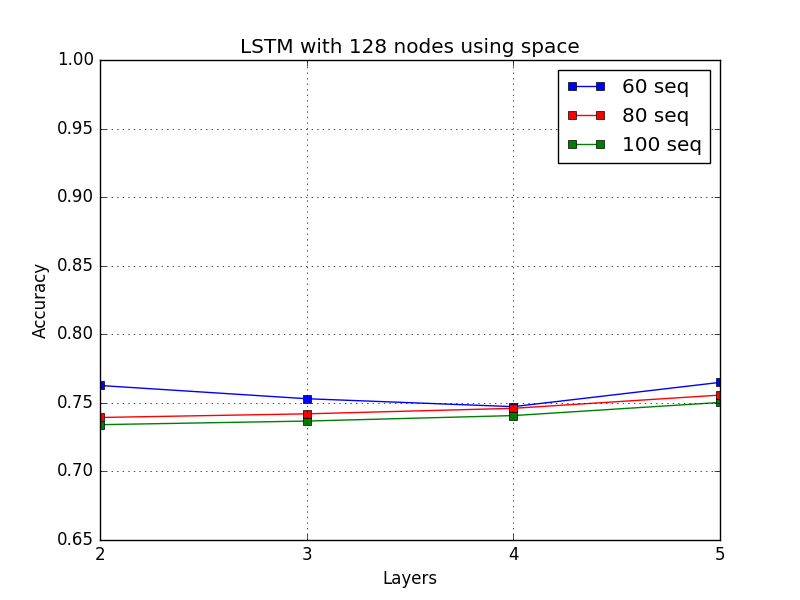 LSTM with 128 nodes using space
1.00
0.95
0.90
0.85
0.80
0.75
0.70
0.65
Accuracy
60 seq
80 seq
100 seq
2 3 4 5
Layers